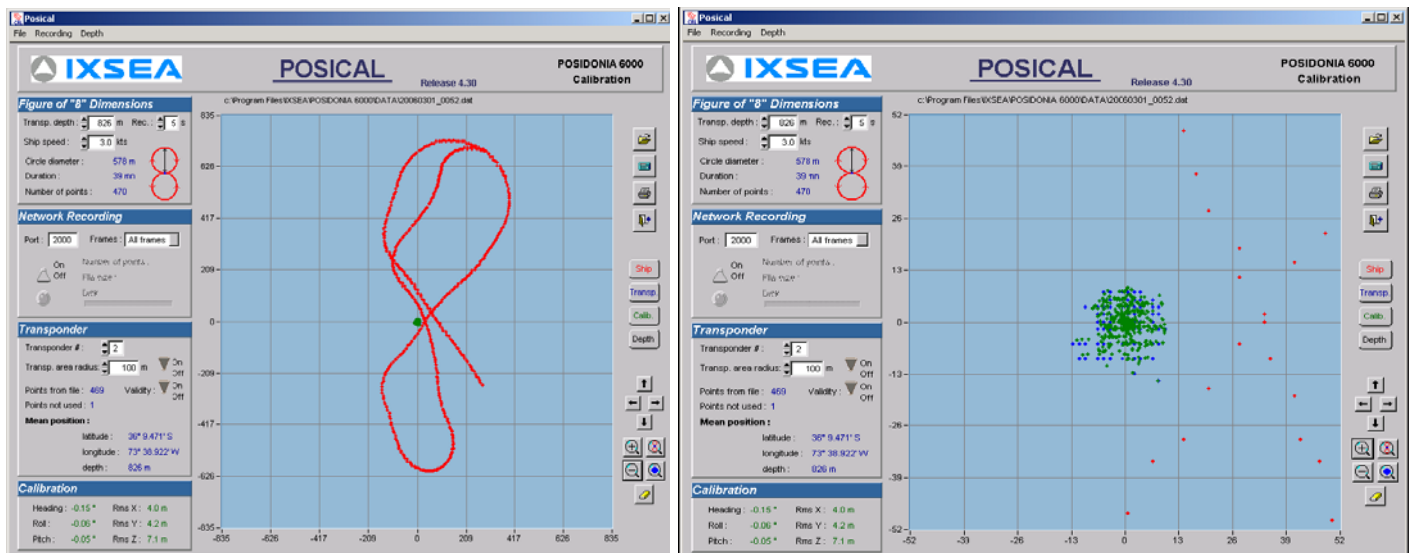 Posical
File Recording Depth
IXSEA
POSICAL
Release 4.30
POSIDONIA 6000
Calibration
Figure of "8" Dimensions
Transp. depth : 826 m Rec. : 5 s
Ship speed : 3.0 kts
Circle diameter : 578 m
Duration : 39 mn
Number of points : 470
Network Recording
Port : 2000 Frames : All frames
On
Off
Number of points :
File size :
Transponder
Transponder # : 2
Transp. area radius: 100 m On
Off
Points from file : 469 Validity : On
Off
Points not used : 1
Mean position :
latitude : 36° 9.471' S
longitude : 73° 38.922' W
depth : 826 m
Calibration
Heading : -0.15 ° Rms X : 4.0 m
Roll : -0.06 ° Rms Y : 4.2 m
Pitch : -0.05 ° Rms Z : 7.1 m
c:\Program Files\IXSEA\POSIDONIA 6000\DATA\20060301_0052.dat
835
626
417
209
0
-209
-417
-626
-835
-835 -626 -417 -209 0 209 417 626 835
Ship
Transp.
Calib.
Depth
Posical
File Recording Depth
IXSEA
POSICAL
Release 4.30
POSIDONIA 6000
Calibration
Figure of "8" Dimensions
Transp. depth : 826 m Rec. : 5 s
Ship speed : 3.0 kts
Circle diameter : 578 m
Duration : 39 mn
Number of points : 470
Network Recording
Port : 2000 Frames : All frames
On
Off
Number of points :
File size :
Transponder
Transponder # : 2
Transp. area radius: 100 m On
Off
Points from file : 469 Validity : On
Off
Points not used : 1
Mean position :
latitude : 36° 9.471' S
longitude : 73° 38.922' W
depth : 826 m
Calibration
Heading : -0.15 ° Rms X : 4.0 m
Roll : -0.06 ° Rms Y : 4.2 m
Pitch : -0.05 ° Rms Z : 7.1 m
c:\Program Files\IXSEA\POSIDONIA 6000\DATA\20060301_0052.dat
52
39
26
13
0
-13
-26
-39
-52
-52 -39 -26 -13 0 13 26 39 52
Ship
Transp.
Calib.
Depth